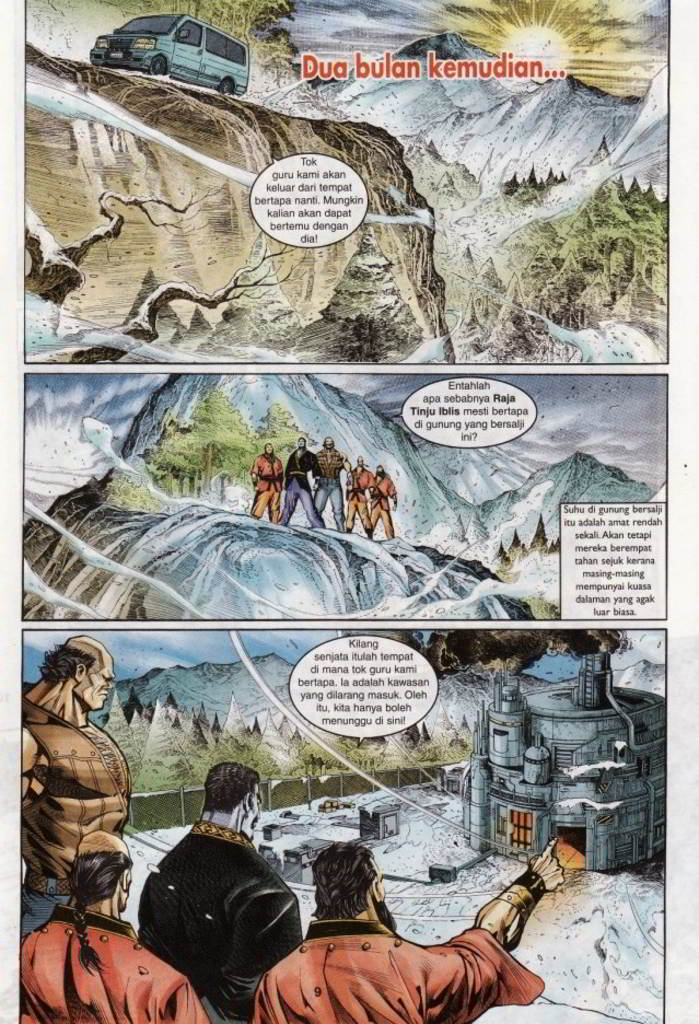 Dua bulan kemudian...
Tok
guru kami akan
keluar dari tempat
bertapa nanti. Mungkin
kalian akan dapat
bertemu dengan
dia!
Entahlah
apa sebabnya Raja
Tinju Iblis mesti bertapa
di gunung yang bersalji
ini?
Suhu di gunung bersalji
itu adalah amat rendah
sekali. Akan tetapi
mereka berempat
tahan sejuk kerana
masing-masing
mempunyai kuasa
dalaman yang agak
luar biasa.
Kilang
senjata itulah tempat
di mana tok guru kami
bertapa. Ia adalah kawasan
yang dilarang masuk. Oleh
itu, kita hanya boleh
menunggu di sini!
9